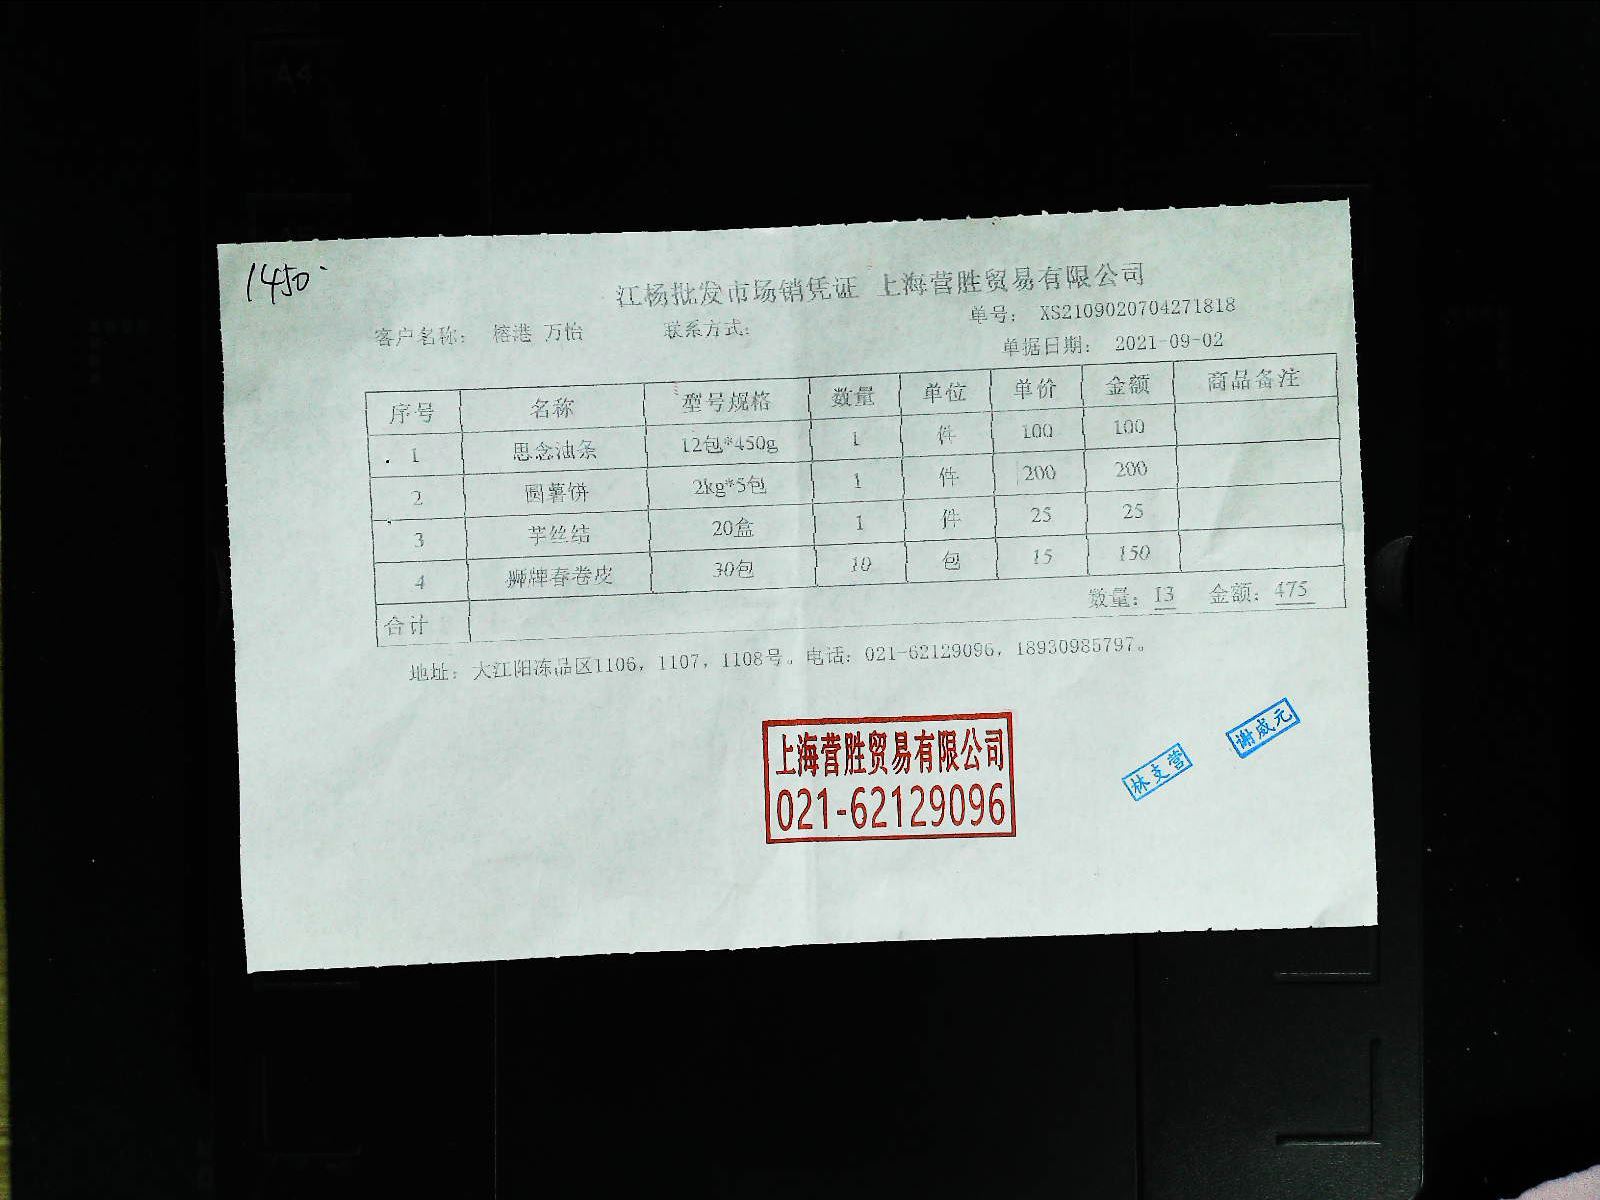 1450
江杨批发市场销凭证 上海营胜贸易有限公司
单号： XS2109020704271818
客户名称： 榕港 万怡 联系方式：
单据日期： 2021-09-02
序号 名称 型号规格 数量 单位 单价 金额 商品备注
1 思念油条 12包*450g 1 件 100 100
2 圆薯饼 2kg*5包 1 件 200 200
3 芋丝结 20盒 1 件 25 25
4 狮牌春卷皮 30包 10 包 15 150
合计 数量：13 金额：475
地址：大江阳冻品区1106，1107，1108号。电话：021-62129096，18930985797。
上海营胜贸易有限公司
021-62129096
林支营
谢咸元
A4